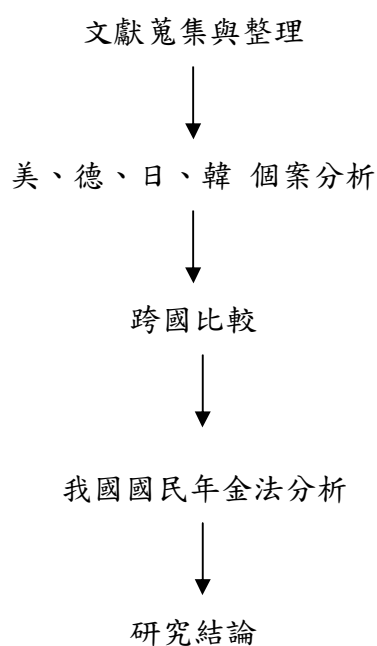 文獻蒐集與整理
美、德、日、韓 個案分析
跨國比較
我國國民年金法分析
研究結論